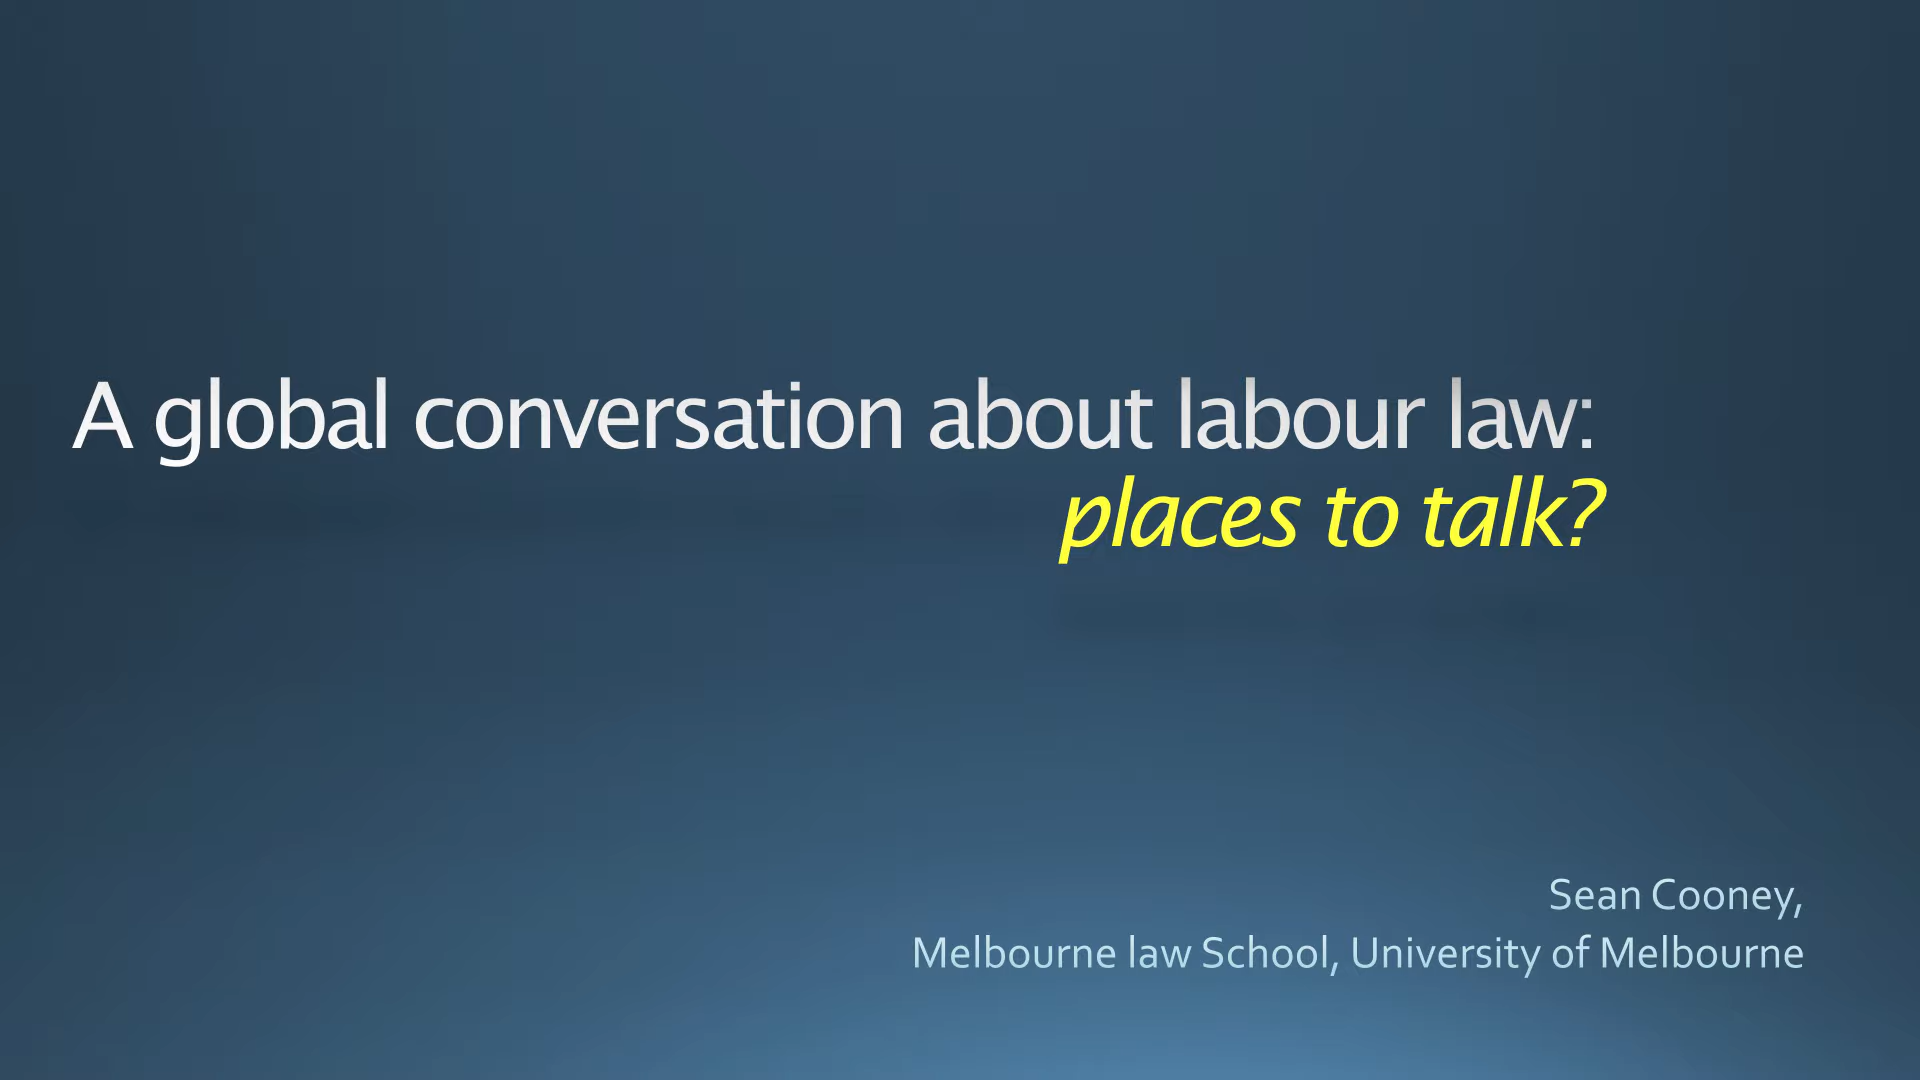 A global conversation about labour law:
places to talk?
Sean Cooney,
Melbourne law School, University of Melbourne